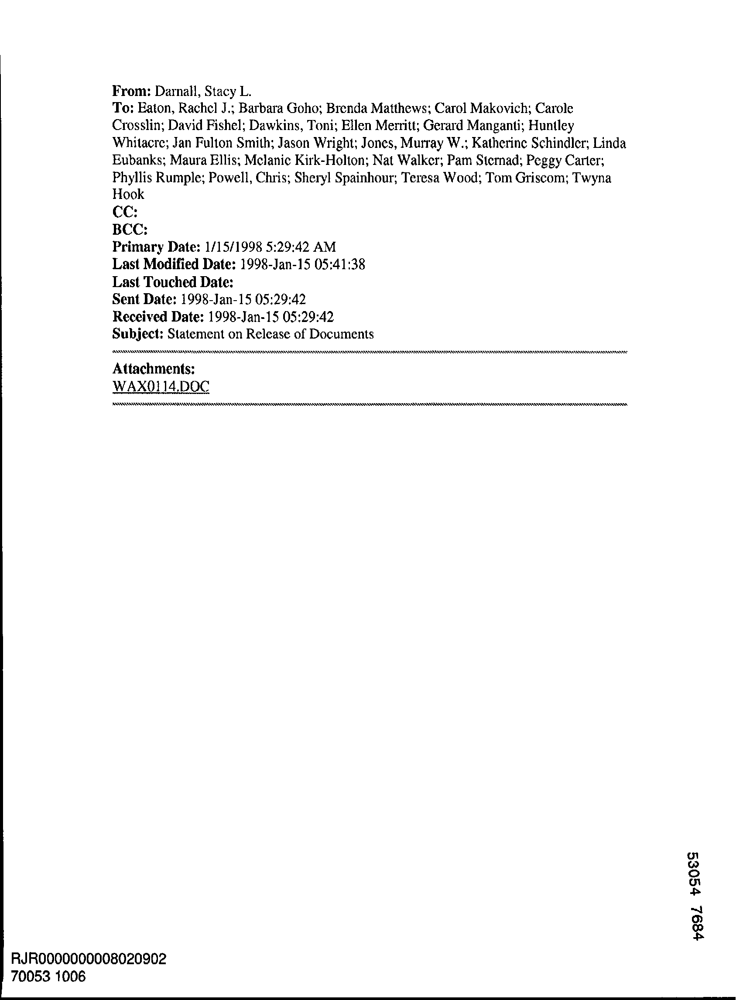 From: Darnall, Stacy L.
To: Eaton, Rachel J.; Barbara Goho; Brenda Matthews; Carol Makovich; Carole
Crosslin; David Fishel; Dawkins, Toni; Ellen Merritt; Gerard Manganti; Huntley
Whitacre; Jan Fulton Smith; Jason Wright; Jones, Murray W.; Katherine Schindler; Linda
Eubanks; Maura Ellis; Melanie Kirk-Holton; Nat Walker; Pam Sternad; Peggy Carter;
Phyllis Rumple; Powell, Chris; Sheryl Spainhour; Teresa Wood; Tom Griscom; Twyna
Hook
CC:
BCC:
Primary Date: 1/15/1998 5:29:42 AM
Last Modified Date: 1998-Jan-15 05:41:38
Last Touched Date:
Sent Date: 1998-Jan-15 05:29:42
Received Date: 1998-Jan-15 05:29:42
Subject: Statement on Release of Documents
Attachments:
WAX0114.DOC
53054 7684
RJR0000000008020902
70053 1006